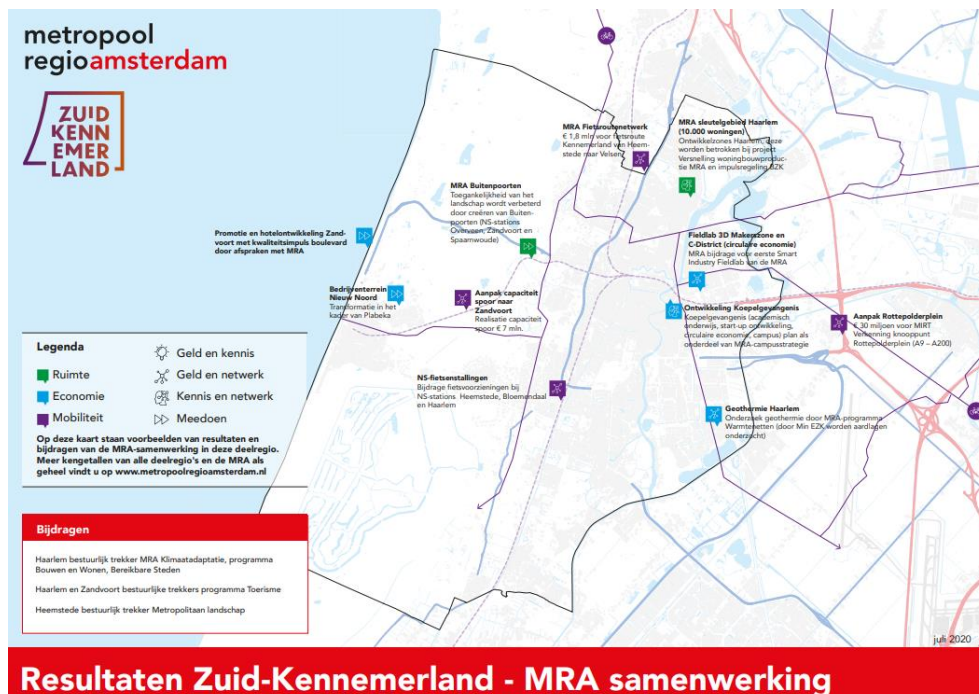 metropool
regioamsterdam
ZUID
KENN
EMER
LAND
MRA Fietsroutenetwerk
€ 1,8 mln voor fietsroute
Kennemerland van Heem-
stede naar Velsen
MRA sleutelgebied Haarlem
(10.000 woningen)
Ontwikkelzones Haarlem, deze
worden betrokken bij project
Versnelling woningbouwproduc-
tie MRA en impulsregeling BZK
MRA Buitenpoorten
Toegankelijkheid van het
landschap wordt verbeterd
door creëren van Buiten-
poorten (NS-stations
Overveen, Zandvoort en
Spaarnwoude)
Promotie en hotelontwikkeling Zand-
voort met kwaliteitsimpuls boulevard
door afspraken met MRA
Fieldlab 3D Makerszone en
C-District (circulaire economie)
MRA bijdrage voor eerste Smart
Industry Fieldlab van de MRA
Bedrijventerrein
Nieuw Noord
Transformatie in het
kader van Plabeka
Aanpak capaciteit
spoor naar
Zandvoort
Realisatie capaciteit
spoor € 7 mln.
Ontwikkeling Koepelgevangenis
Koepelgevangenis (academisch
onderwijs, start-up ontwikkeling,
circulaire economie, campus) plan als
onderdeel van MRA-campusstrategie
Aanpak Rottepolderplein
€ 30 miljoen voor MIRT
Verkenning knooppunt
Rottepolderplein (A9 – A200)
NS-fietsenstallingen
Bijdrage fietsvoorzieningen bij
NS-stations Heemstede, Bloemendaal
en Haarlem
Geothermie Haarlem
Onderzoek geothermie door MRA-programma
Warmtenetten (door Min EZK worden aardlagen
onderzocht)
Legenda
Ruimte
Economie
Mobiliteit
Geld en kennis
Geld en netwerk
Kennis en netwerk
Meedoen
Op deze kaart staan voorbeelden van resultaten en
bijdragen van de MRA-samenwerking in deze deelregio.
Meer kengetallen van alle deelregio's en de MRA als
geheel vindt u op www.metropoolregioamsterdam.nl
Bijdragen
Haarlem bestuurlijk trekker MRA Klimaatadaptatie, programma
Bouwen en Wonen, Bereikbare Steden
Haarlem en Zandvoort bestuurlijke trekkers programma Toerisme
Heemstede bestuurlijk trekker Metropolitaan landschap
juli 2020
Resultaten Zuid-Kennemerland - MRA samenwerking